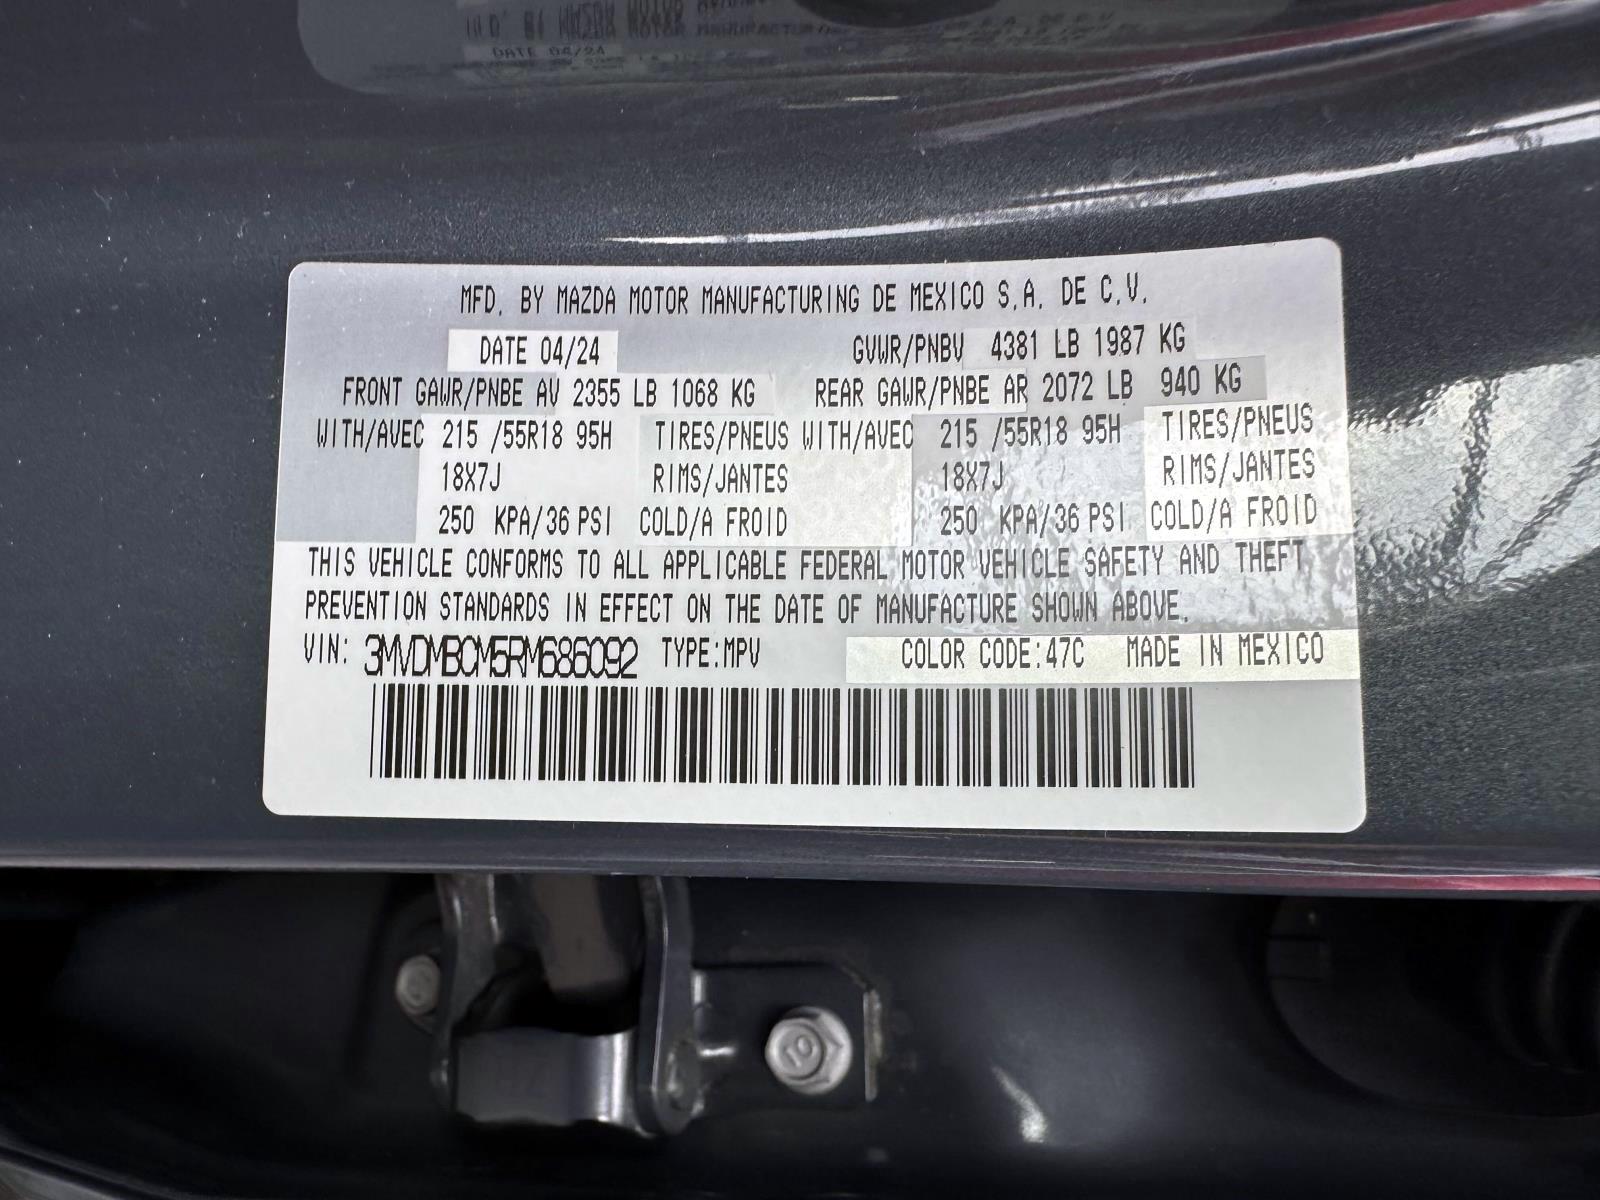 DATE 04/24
MFD. BY MAZDA MOTOR MANUFACTURING DE MEXICO S.A. DE C.V.
DATE 04/24 GVWR/PNBV 4381 LB 1987 KG
FRONT GAWR/PNBE AV 2355 LB 1068 KG REAR GAWR/PNBE AR 2072 LB 940 KG
WITH/AVEC 215 /55R18 95H TIRES/PNEUS WITH/AVEC 215 /55R18 95H TIRES/PNEUS
18X7J RIMS/JANTES 18X7J RIMS/JANTES
250 KPA/36 PSI COLD/A FROID 250 KPA/36 PSI COLD/A FROID
THIS VEHICLE CONFORMS TO ALL APPLICABLE FEDERAL MOTOR VEHICLE SAFETY AND THEFT
PREVENTION STANDARDS IN EFFECT ON THE DATE OF MANUFACTURE SHOWN ABOVE.
VIN: 3MVDMBCM5RM686092 TYPE:MPV COLOR CODE:47C MADE IN MEXICO
10